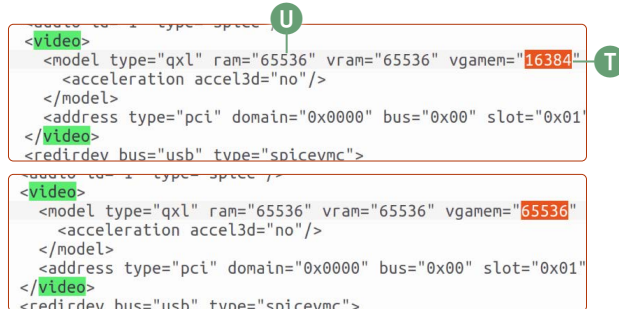 U
<video>
<model type="qxl" ram="65536" vram="65536" vgamem="16384" T
<acceleration accel3d="no"/>
</model>
<address type="pci" domain="0x0000" bus="0x00" slot="0x01"
</video>
<redirdev bus="usb" type="spicevmc">
<video>
<model type="qxl" ram="65536" vram="65536" vgamem="65536"
<acceleration accel3d="no"/>
</model>
<address type="pci" domain="0x0000" bus="0x00" slot="0x01"
</video>
<redirdev bus="usb" type="spicevmc">